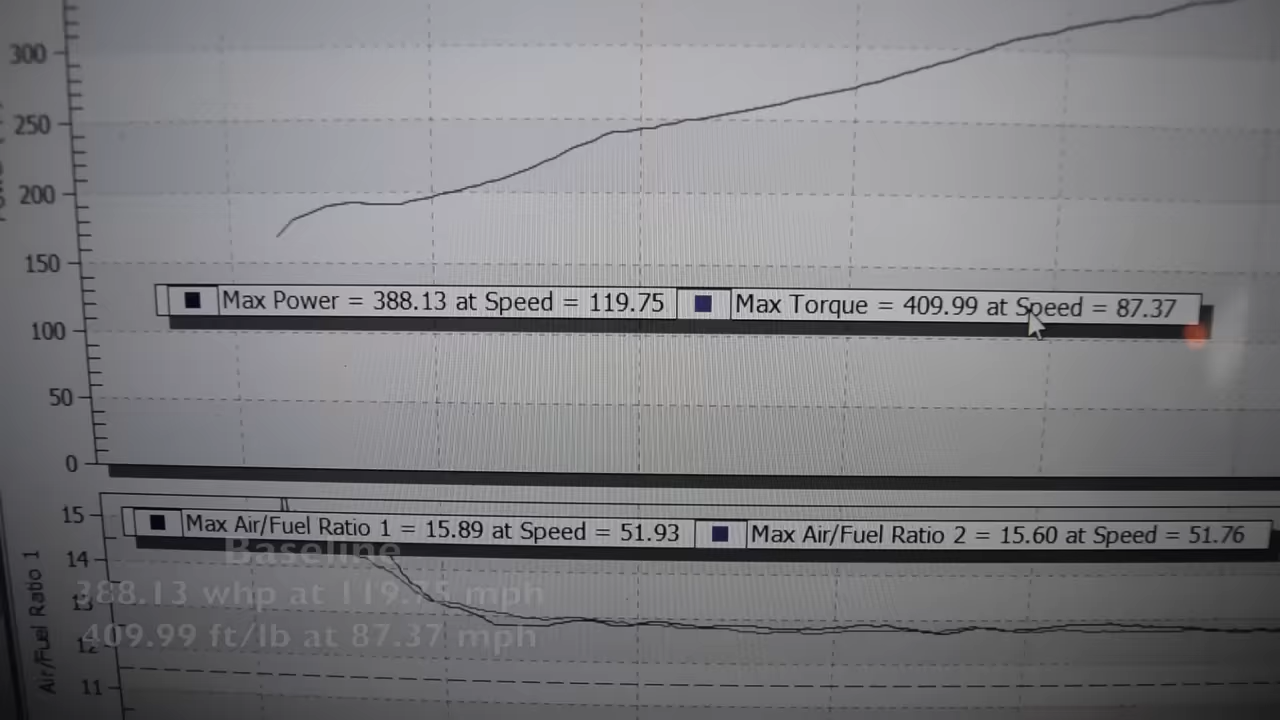 300
250
200
150
Max Power = 388.13 at Speed = 119.75 Max Torque = 409.99 at Speed = 87.37
100
50
0
15
Max Air/Fuel Ratio 1 = 15.89 at Speed = 51.93 Max Air/Fuel Ratio 2 = 15.60 at Speed = 51.76
14
13
12
11
Air/Fuel Ratio 1
Baseline
388.13 whp at 119.75 mph
409.99 ft/lb at 87.37 mph